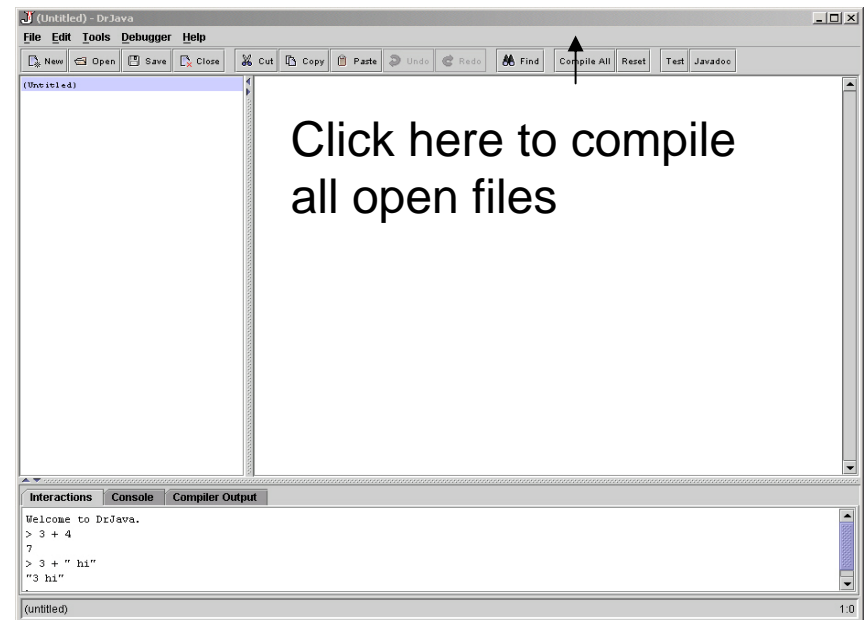 (Untitled) - DrJava
File Edit Tools Debugger Help
New Open Save Close Cut Copy Paste Undo Redo Find Compile All Reset Test Javadoc
(Untitled)
Click here to compile
all open files
Interactions Console Compiler Output
Welcome to DrJava.
> 3 + 4
7
> 3 + " hi"
"3 hi"
(untitled) 1:0